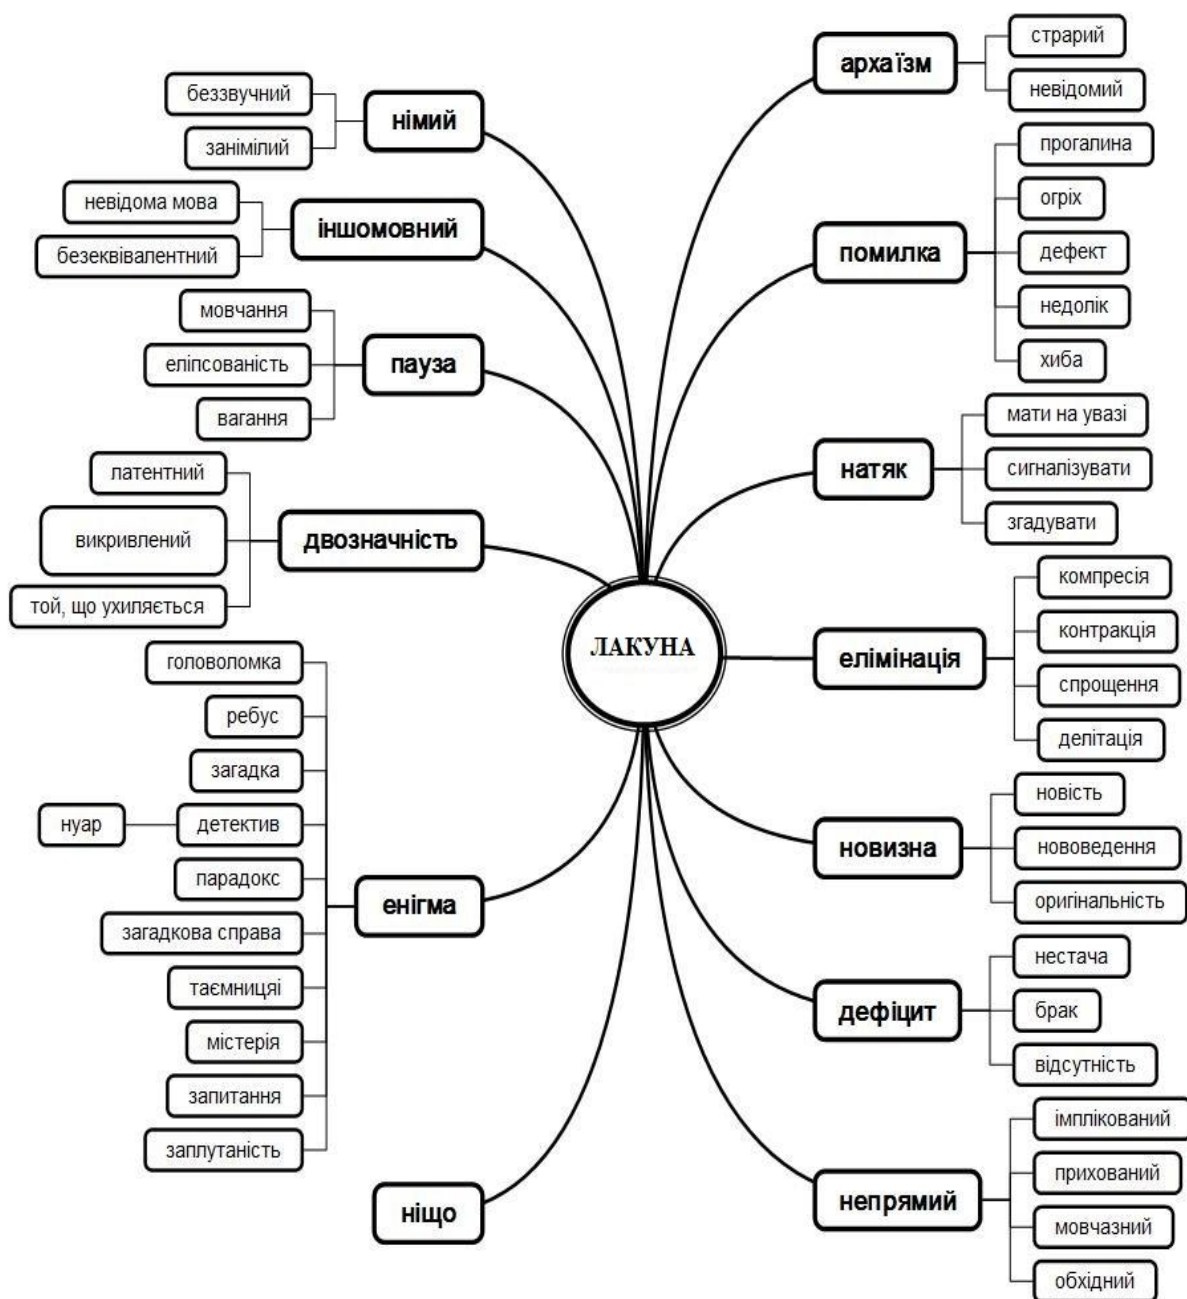 ЛАКУНА
німий
беззвучний
занімілий
іншомовний
невідома мова
безеквівалентний
пауза
мовчання
еліпсованість
вагання
двозначність
латентний
викривлений
той, що ухиляється
енігма
головоломка
ребус
загадка
детектив
нуар
парадокс
загадкова справа
таємницяі
містерія
запитання
заплутаність
ніщо
архаїзм
страрий
невідомий
помилка
прогалина
огріх
дефект
недолік
хиба
натяк
мати на увазі
сигналізувати
згадувати
елімінація
компресія
контракція
спрощення
делітація
новизна
новість
нововедення
оригінальність
дефіцит
нестача
брак
відсутність
непрямий
імплікований
прихований
мовчазний
обхідний